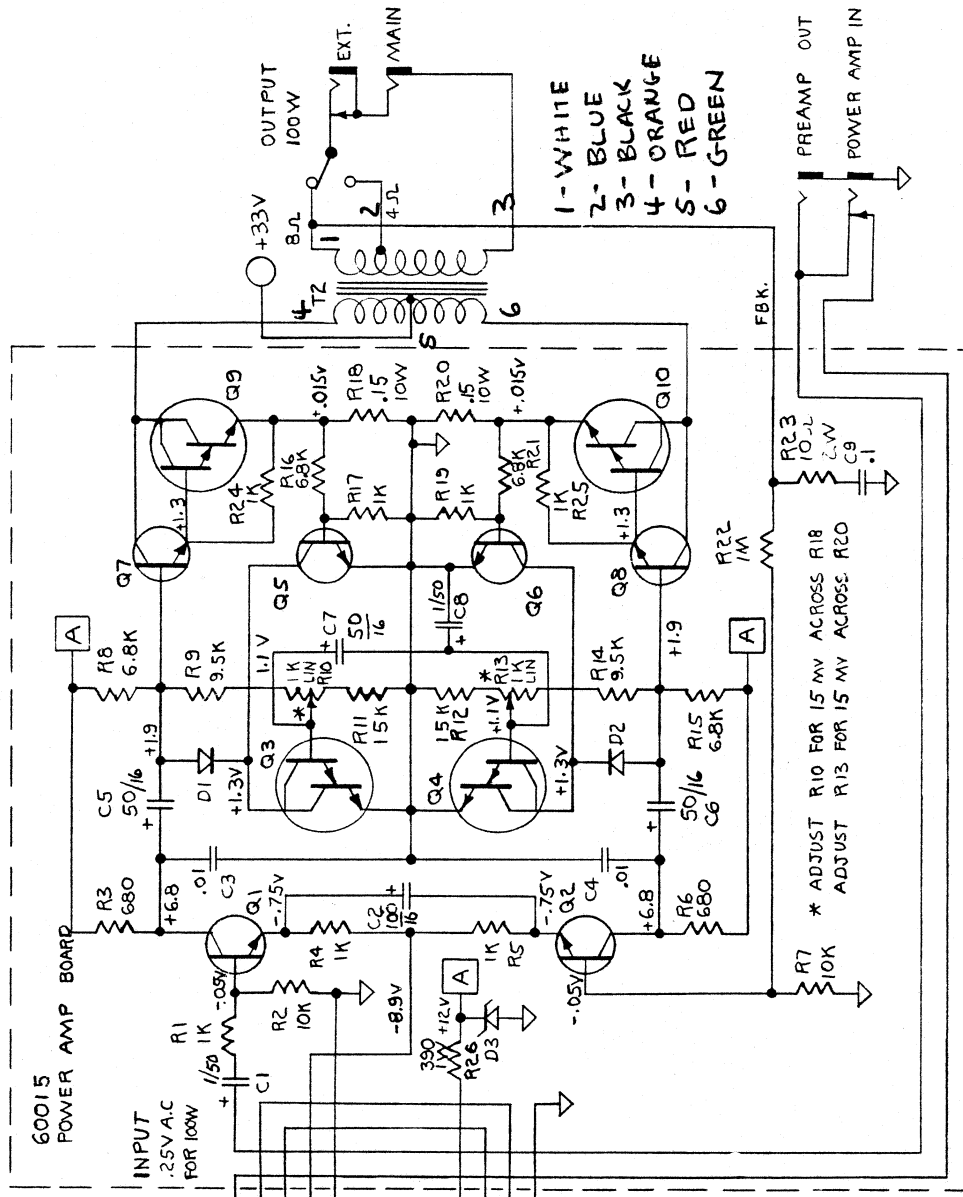 60015
POWER AMP BOARD
INPUT
.25V A.C
FOR 100W
OUTPUT
100W
EXT.
MAIN
+33V
8Ω
4Ω
1
2
3
4
5
6
T2
1 - WHITE
2 - BLUE
3 - BLACK
4 - ORANGE
5 - RED
6 - GREEN
PREAMP OUT
POWER AMP IN
FBK.
A
R3
680
+6.8
C5
50/16
+
+1.9
R8
6.8K
R9
9.5K
Q7
+1.3
R24
1K
Q9
R16
6.8K
+.015V
R18
.15
10W
R17
1K
Q5
1.1V
1K
LIN
R10
*
+
C7
50
16
R11
15K
Q3
D1
+1.3V
.01
C3
Q1
-.75V
-.05V
R1
1K
1/50
+
C1
R2
10K
R4
1K
C2
100
16
+
-8.9V
A
+12V
390
1W
R26
D3
R5
1K
-.75V
Q2
-.05V
C4
.01
+6.8
R6
680
R7
10K
Q4
15K
R12
*
R13
1K
LIN
+1.1V
+1.3V
D2
50/16
+
C6
R14
9.5K
R15
6.8K
+1.9
A
1/50
+
C8
Q6
R19
1K
R20
.15
10W
+.015V
6.8K
R21
1K
R25
+1.3
Q8
Q10
R22
1M
R23
10Ω
2W
C9
.1
* ADJUST R10 FOR 15 MV ACROSS R18
ADJUST R13 FOR 15 MV ACROSS R20